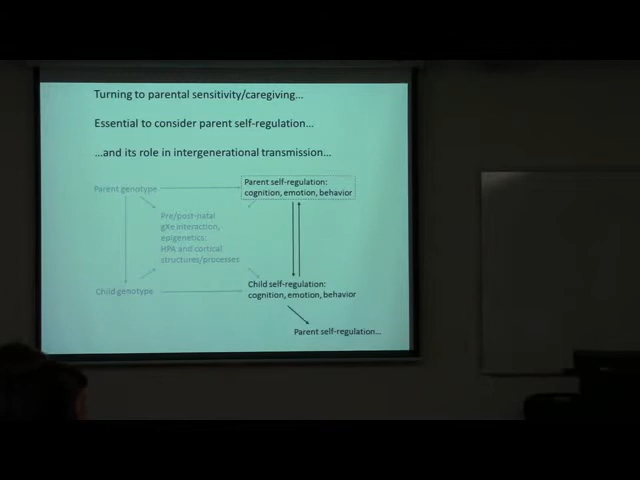 Turning to parental sensitivity/caregiving...
Essential to consider parent self-regulation...
...and its role in intergenerational transmission...
Parent genotype
Parent self-regulation:
cognition, emotion, behavior
Pre/post-natal
gXe interaction,
epigenetics:
HPA and cortical
structures/processes
Child genotype
Child self-regulation:
cognition, emotion, behavior
Parent self-regulation...